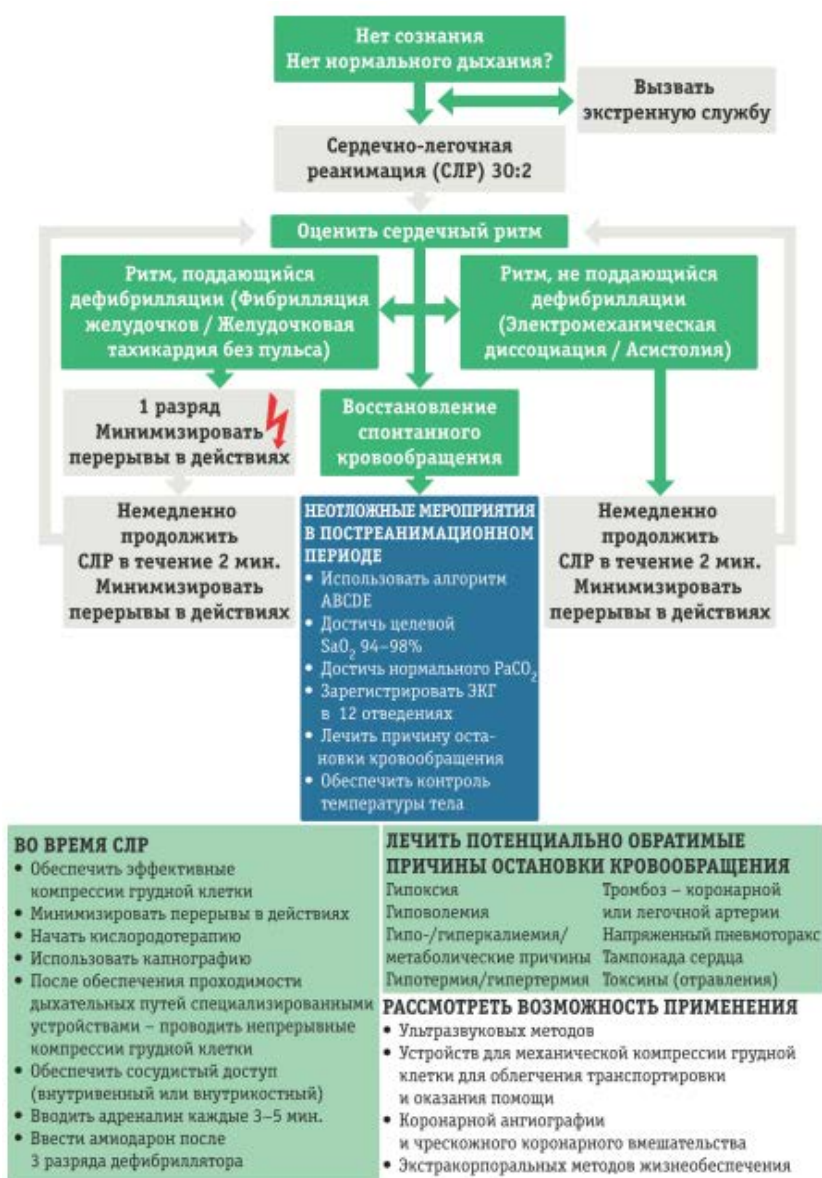 Нет сознания
Нет нормального дыхания?
Вызвать
экстренную службу
Сердечно-легочная
реанимация (СЛР) 30:2
Оценить сердечный ритм
Ритм, поддающийся
дефибрилляции (Фибрилляция
желудочков / Желудочковая
тахикардия без пульса)
Ритм, не поддающийся
дефибрилляции
(Электромеханическая
диссоциация / Асистолия)
1 разряд
Минимизировать
перерывы в действиях
Восстановление
спонтанного
кровообращения
Немедленно
продолжить
СЛР в течение 2 мин.
Минимизировать
перерывы в действиях
НЕОТЛОЖНЫЕ МЕРОПРИЯТИЯ
В ПОСТРЕАНИМАЦИОННОМ
ПЕРИОДЕ
• Использовать алгоритм
ABCDE
• Достичь целевой
SaO₂ 94–98%
• Достичь нормального PaCO₂
• Зарегистрировать ЭКГ
в 12 отведениях
• Лечить причину оста-
новки кровообращения
• Обеспечить контроль
температуры тела
Немедленно
продолжить
СЛР в течение 2 мин.
Минимизировать
перерывы в действиях
ВО ВРЕМЯ СЛР
• Обеспечить эффективные
компрессии грудной клетки
• Минимизировать перерывы в действиях
• Начать кислородотерапию
• Использовать капнографию
• После обеспечения проходимости
дыхательных путей специализированными
устройствами – проводить непрерывные
компрессии грудной клетки
• Обеспечить сосудистый доступ
(внутривенный или внутрикостный)
• Вводить адреналин каждые 3–5 мин.
• Ввести амиодарон после
3 разряда дефибриллятора
ЛЕЧИТЬ ПОТЕНЦИАЛЬНО ОБРАТИМЫЕ
ПРИЧИНЫ ОСТАНОВКИ КРОВООБРАЩЕНИЯ
Гипоксия
Гиповолемия
Гипо-/гиперкалиемия/
метаболические причины
Гипотермия/гипертермия
Тромбоз – коронарной
или легочной артерии
Напряженный пневмоторакс
Тампонада сердца
Токсины (отравления)
РАССМОТРЕТЬ ВОЗМОЖНОСТЬ ПРИМЕНЕНИЯ
• Ультразвуковых методов
• Устройств для механической компрессии грудной
клетки для облегчения транспортировки
и оказания помощи
• Коронарной ангиографии
и чрескожного коронарного вмешательства
• Экстракорпоральных методов жизнеобеспечения